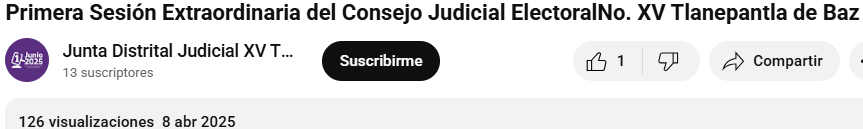 Primera Sesión Extraordinaria del Consejo Judicial ElectoralNo. XV Tlanepantla de Baz
Junta Distrital Judicial XV T...
13 suscriptores
Suscribirme
1
Compartir
Junio
2025
126 visualizaciones 8 abr 2025